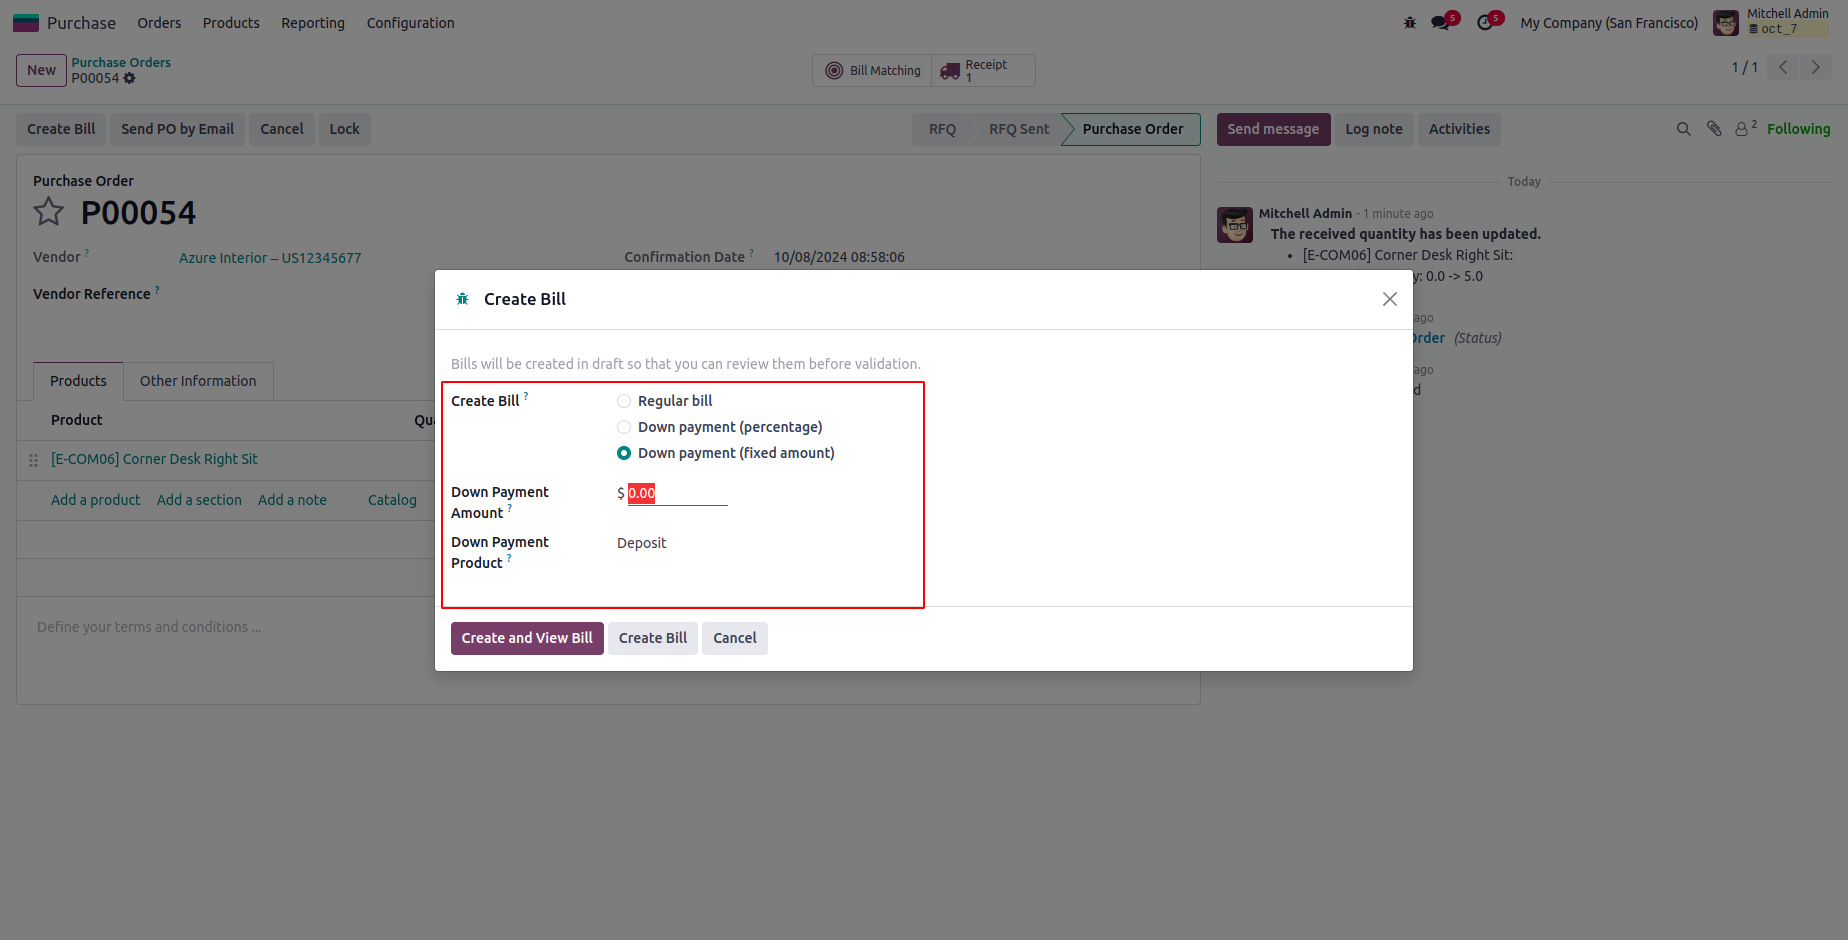 Purchase Orders Products Reporting Configuration
5 5 My Company (San Francisco) Mitchell Admin
oct_7
New Purchase Orders
P00054
Bill Matching Receipt
1
1 / 1
Create Bill Send PO by Email Cancel Lock
RFQ RFQ Sent Purchase Order
Send message Log note Activities
2 Following
Purchase Order
P00054
Vendor ? Azure Interior – US12345677
Confirmation Date ? 10/08/2024 08:58:06
Vendor Reference ?
Today
Mitchell Admin - 1 minute ago
The received quantity has been updated.
• [E-COM06] Corner Desk Right Sit:
y: 0.0 -> 5.0
ago
Order (Status)
ago
d
Products Other Information
Product Qua
[E-COM06] Corner Desk Right Sit
Add a product Add a section Add a note Catalog
Define your terms and conditions ...
Create Bill
Bills will be created in draft so that you can review them before validation.
Create Bill ?
Regular bill
Down payment (percentage)
Down payment (fixed amount)
Down Payment
Amount ?
$ 0.00
Down Payment
Product ?
Deposit
Create and View Bill Create Bill Cancel